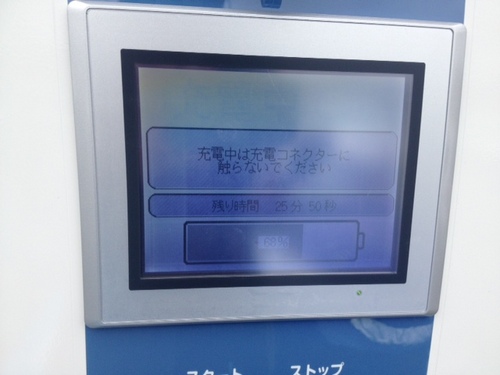 充電中は充電コネクターに
触らないでください
残り時間 25分 50秒
68%
スタート ストップ